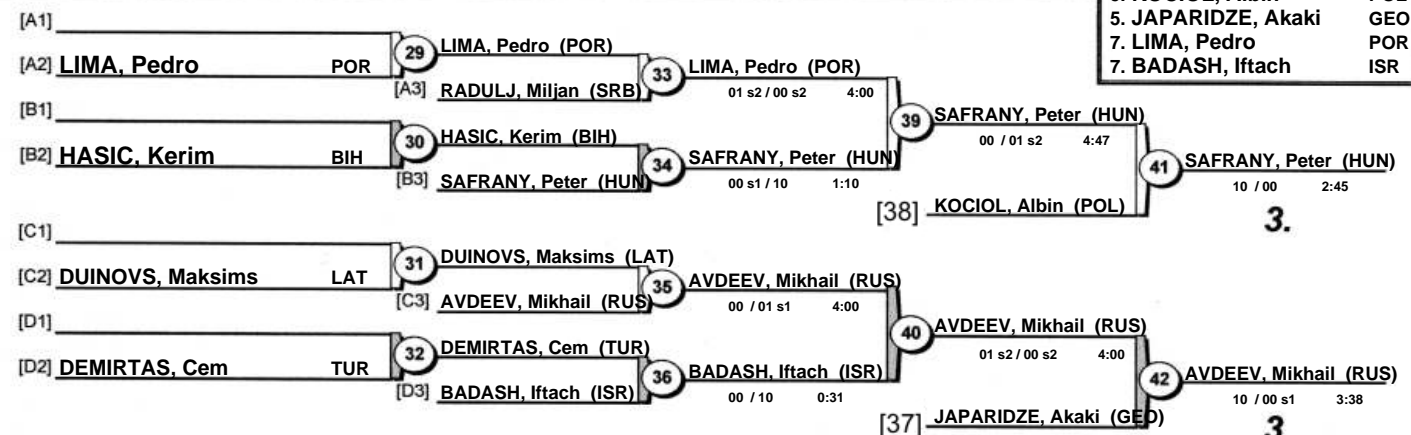 5. JAPARIDZE, Akaki GEO
7. LIMA, Pedro POR
7. BADASH, Iftach ISR
[A1]
[A2] LIMA, Pedro POR
29
LIMA, Pedro (POR)
[A3] RADULJ, Miljan (SRB)
33
LIMA, Pedro (POR)
01 s2 / 00 s2 4:00
[B1]
[B2] HASIC, Kerim BIH
30
HASIC, Kerim (BIH)
[B3] SAFRANY, Peter (HUN)
34
SAFRANY, Peter (HUN)
00 s1 / 10 1:10
39
SAFRANY, Peter (HUN)
00 / 01 s2 4:47
[38] KOCIOL, Albin (POL)
41
SAFRANY, Peter (HUN)
10 / 00 2:45
3.
[C1]
[C2] DUINOVS, Maksims LAT
31
DUINOVS, Maksims (LAT)
[C3] AVDEEV, Mikhail (RUS)
35
AVDEEV, Mikhail (RUS)
00 / 01 s1 4:00
[D1]
[D2] DEMIRTAS, Cem TUR
32
DEMIRTAS, Cem (TUR)
[D3] BADASH, Iftach (ISR)
36
BADASH, Iftach (ISR)
00 / 10 0:31
40
AVDEEV, Mikhail (RUS)
01 s2 / 00 s2 4:00
[37] JAPARIDZE, Akaki (GEO)
42
AVDEEV, Mikhail (RUS)
10 / 00 s1 3:38
3